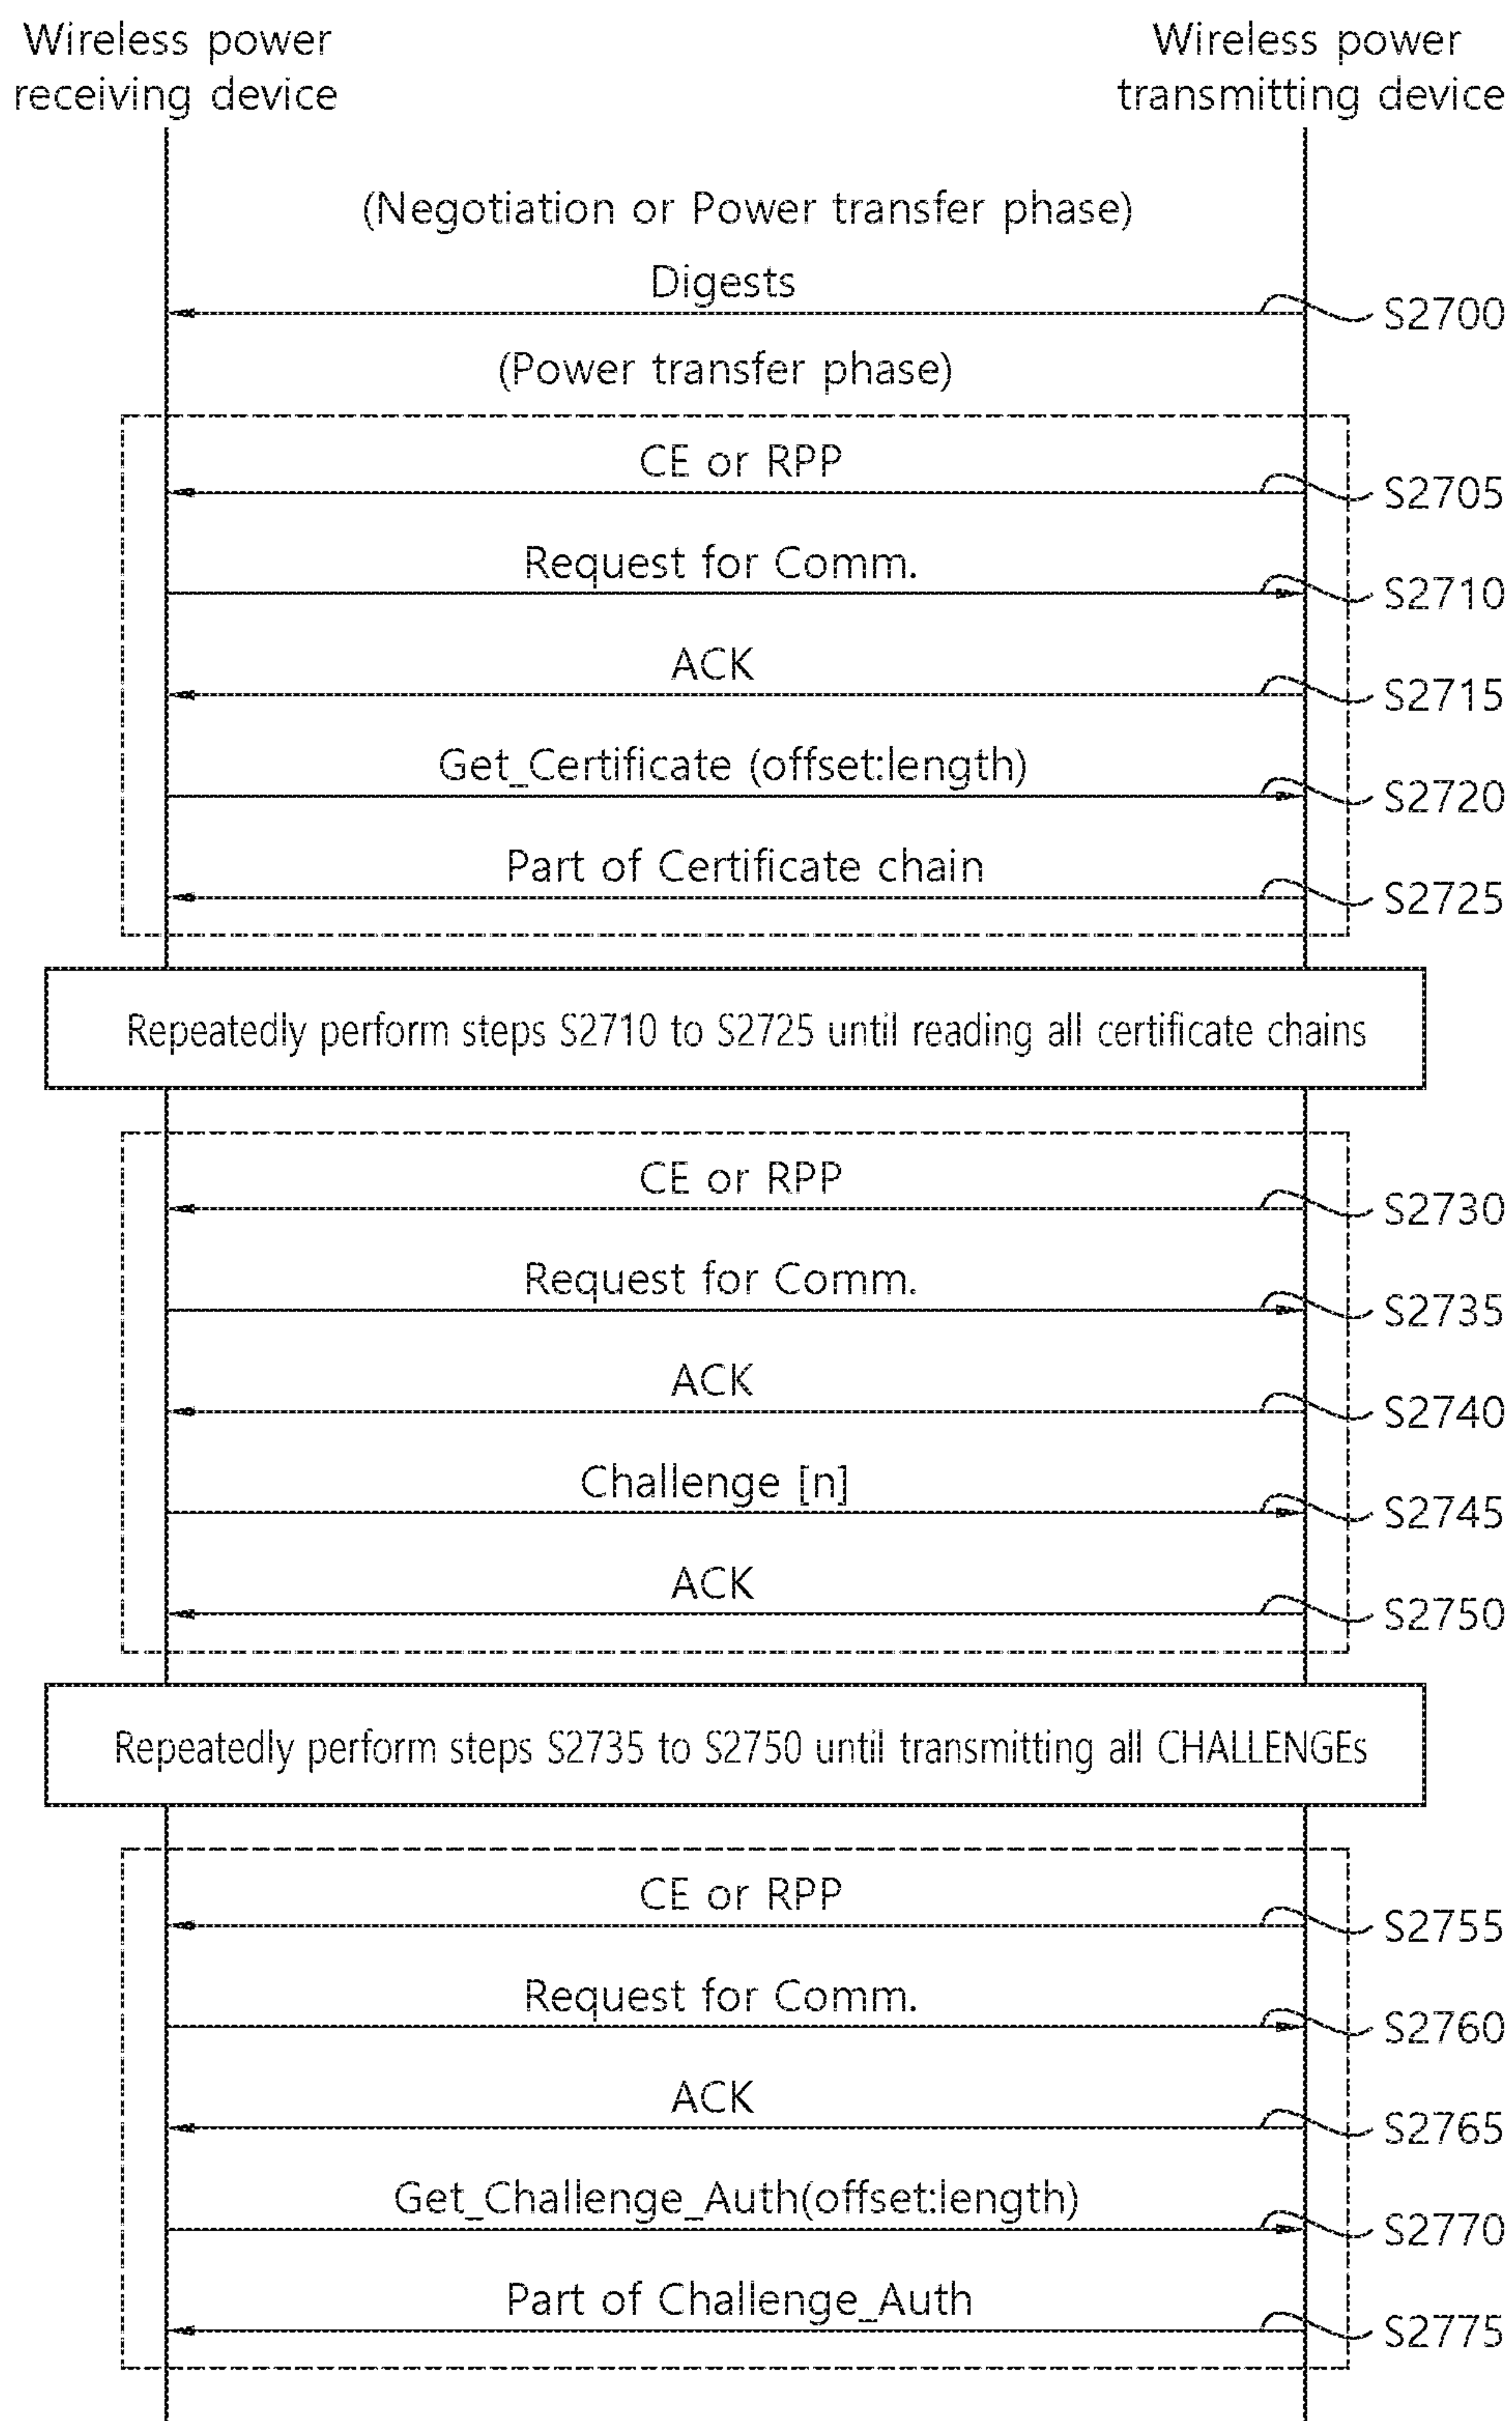 Wireless power
receiving device
Wireless power
transmitting device
(Negotiation or Power transfer phase)
Digests
S2700
(Power transfer phase)
CE or RPP
S2705
Request for Comm.
S2710
ACK
S2715
Get_Certificate (offset:length)
S2720
Part of Certificate chain
S2725
Repeatedly perform steps S2710 to S2725 until reading all certificate chains
CE or RPP
S2730
Request for Comm.
S2735
ACK
S2740
Challenge [n]
S2745
ACK
S2750
Repeatedly perform steps S2735 to S2750 until transmitting all CHALLENGEs
CE or RPP
S2755
Request for Comm.
S2760
ACK
S2765
Get_Challenge_Auth(offset:length)
S2770
Part of Challenge_Auth
S2775